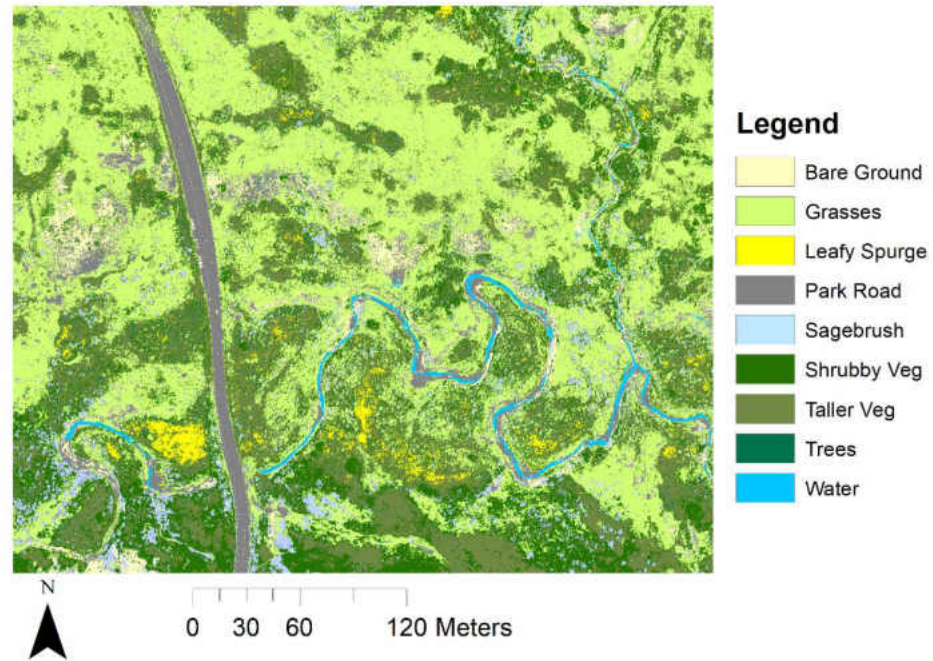 Legend
Bare Ground
Grasses
Leafy Spurge
Park Road
Sagebrush
Shrubby Veg
Taller Veg
Trees
Water
N
0 30 60 120 Meters